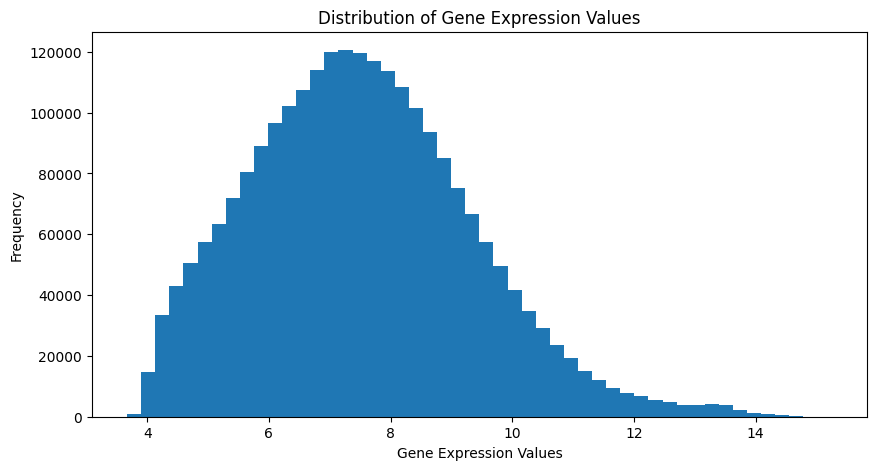 Distribution of Gene Expression Values
120000
100000
80000
60000
40000
20000
0
Frequency
4 6 8 10 12 14
Gene Expression Values